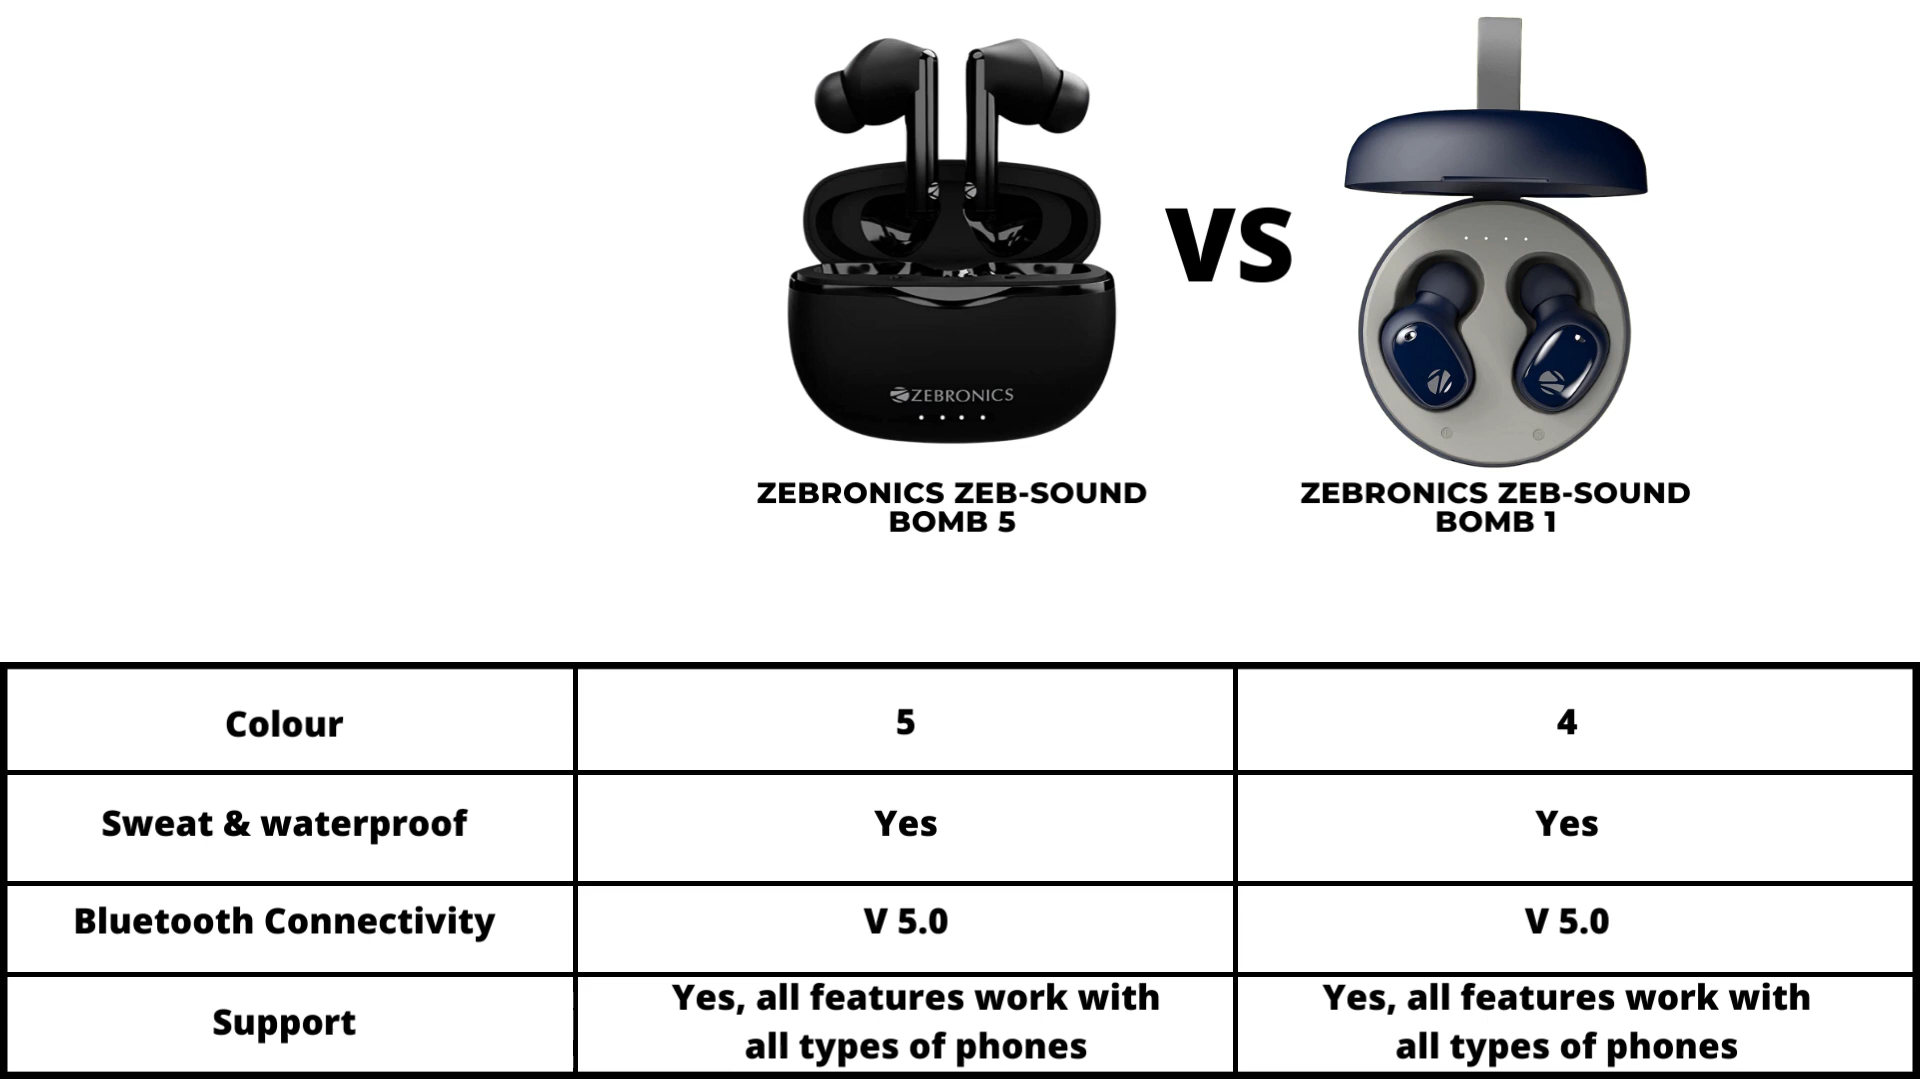 VS
ZEBRONICS
ZEBRONICS ZEB-SOUND
BOMB 5
ZEBRONICS ZEB-SOUND
BOMB 1
Colour
5
4
Sweat & waterproof
Yes
Yes
Bluetooth Connectivity
V 5.0
V 5.0
Support
Yes, all features work with
all types of phones
Yes, all features work with
all types of phones